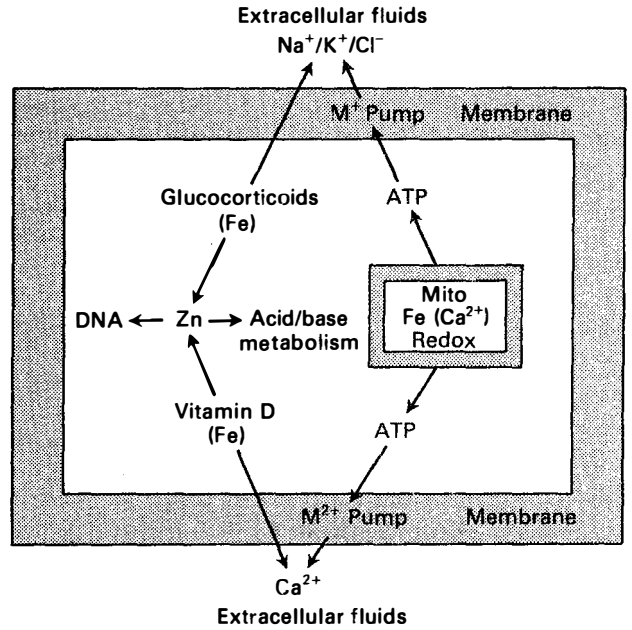 Extracellular fluids
Na⁺/K⁺/Cl⁻
M⁺ Pump Membrane
Glucocorticoids
(Fe)
ATP
Mito
Fe (Ca²⁺)
Redox
DNA Zn Acid/base
metabolism
Vitamin D
(Fe)
ATP
M²⁺ Pump Membrane
Ca²⁺
Extracellular fluids